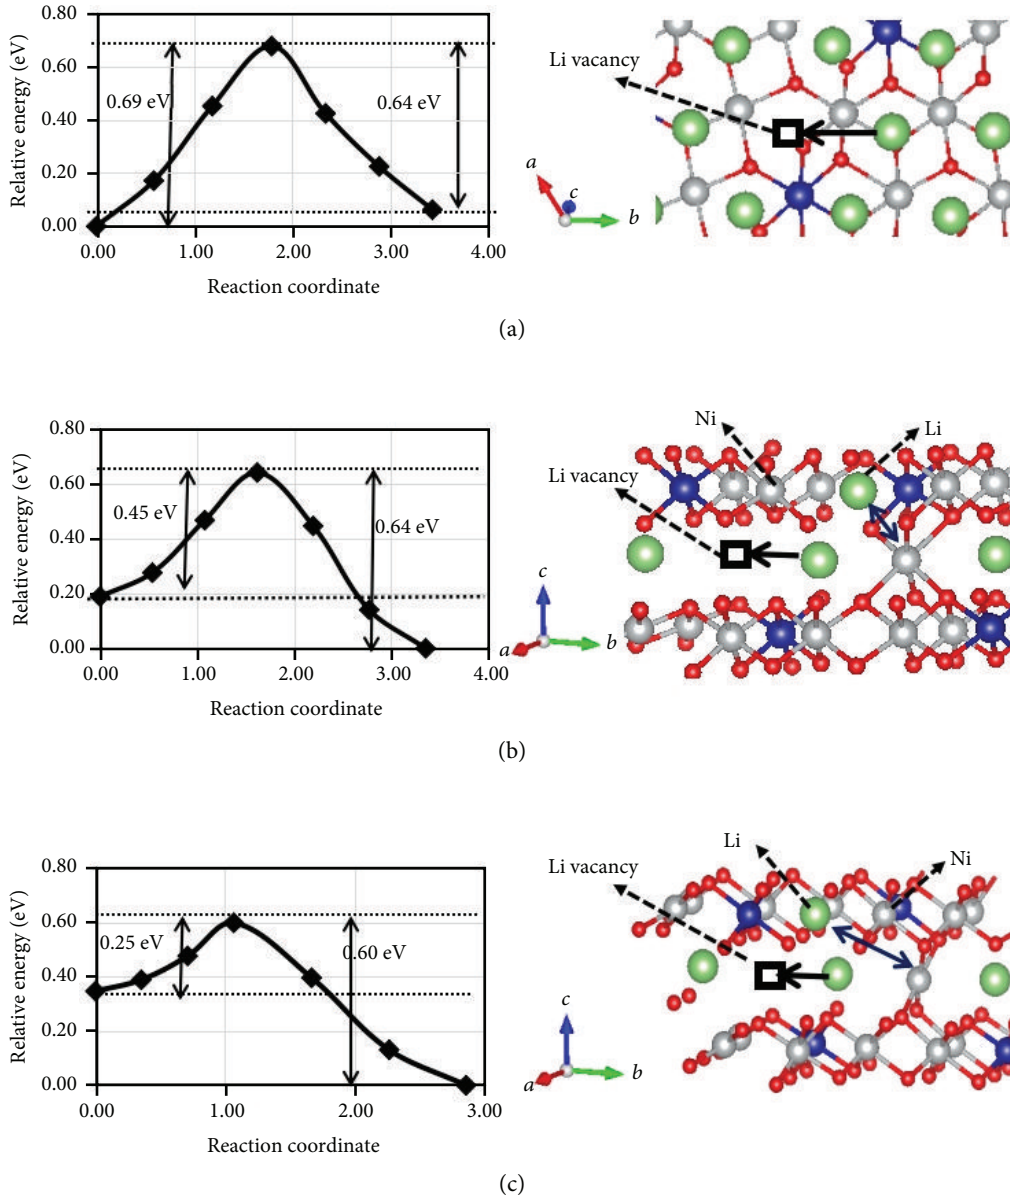 0.80
0.60
0.40
0.20
0.00
Relative energy (eV)
0.69 eV
0.64 eV
0.00
1.00
2.00
3.00
4.00
Reaction coordinate
Li vacancy
a
c
b
(a)
0.80
0.60
0.40
0.20
0.00
Relative energy (eV)
0.45 eV
0.64 eV
0.00
1.00
2.00
3.00
4.00
Reaction coordinate
Ni
Li
Li vacancy
c
a
b
(b)
0.80
0.60
0.40
0.20
0.00
Relative energy (eV)
0.25 eV
0.60 eV
0.00
1.00
2.00
3.00
Reaction coordinate
Li
Ni
Li vacancy
c
a
b
(c)